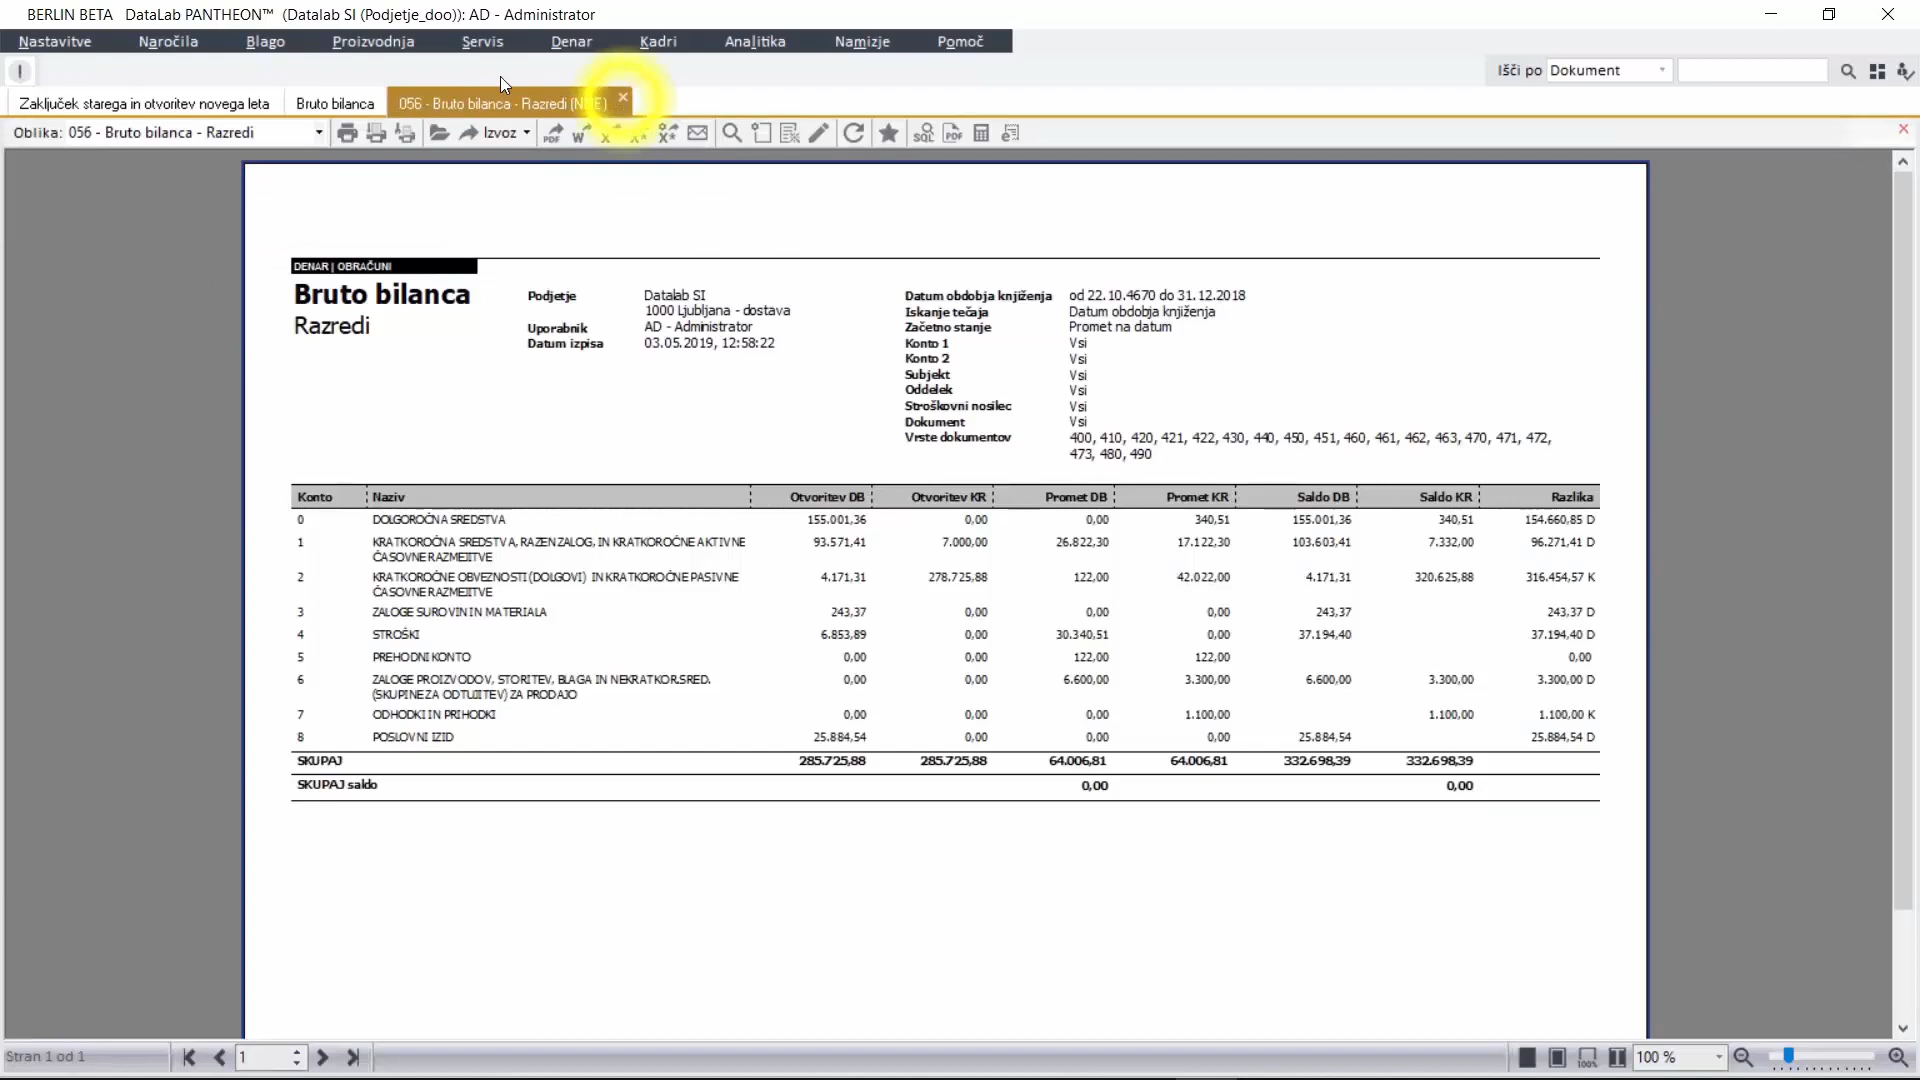 BERLIN BETA DataLab PANTHEON™ (Datalab SI (Podjetje_doo)): AD - Administrator
Nastavitve Naročila Blago Proizvodnja Servis Denar Kadri Analitika Namizje Pomoč
Išči po Dokument
Zaključek starega in otvoritev novega leta Bruto bilanca 056 - Bruto bilanca - Razredi
Oblika: 056 - Bruto bilanca - Razredi Izvoz
DENAR | OBRAČUNI
Bruto bilanca
Razredi
Podjetje Datalab SI
1000 Ljubljana - dostava
Uporabnik AD - Administrator
Datum izpisa 03.05.2019, 12:58:22
Datum obdobja knjiženja od 22.10.4670 do 31.12.2018
Iskanje tečaja Datum obdobja knjiženja
Začetno stanje Promet na datum
Konto 1 Vsi
Konto 2 Vsi
Subjekt Vsi
Oddelek Vsi
Stroškovni nosilec Vsi
Dokument Vsi
Vrste dokumentov 400, 410, 420, 421, 422, 430, 440, 450, 451, 460, 461, 462, 463, 470, 471, 472,
473, 480, 490
Konto Naziv Otvoritev DB Otvoritev KR Promet DB Promet KR Saldo DB Saldo KR Razlika
0 DOLGOROČNA SREDSTVA 155.001,36 0,00 0,00 340,51 155.001,36 340,51 154.660,85 D
1 KRATKOROČNA SREDSTVA, RAZEN ZALOG, IN KRATKOROČNE AKTIVNE 93.571,41 7.000,00 26.822,30 17.122,30 103.603,41 7.332,00 96.271,41 D
ČASOVNE RAZMEJITVE
2 KRATKOROČNE OBVEZNOSTI (DOLGOVI) IN KRATKOROČNE PASIVNE 4.171,31 278.725,88 122,00 42.022,00 4.171,31 320.625,88 316.454,57 K
ČASOVNE RAZMEJITVE
3 ZALOGE SUROVIN IN MATERIALA 243,37 0,00 0,00 0,00 243,37 243,37 D
4 STROŠKI 6.853,89 0,00 30.340,51 0,00 37.194,40 37.194,40 D
5 PREHODNI KONTO 0,00 0,00 122,00 122,00 0,00
6 ZALOGE PROIZVODOV, STORITEV, BLAGA IN NEKRATKOR.SRED. 0,00 0,00 6.600,00 3.300,00 6.600,00 3.300,00 3.300,00 D
(SKUPINE ZA ODTUJITEV) ZA PRODAJO
7 ODHODKI IN PRIHODKI 0,00 0,00 0,00 1.100,00 1.100,00 1.100,00 K
8 POSLOVNI IZID 25.884,54 0,00 0,00 0,00 25.884,54 25.884,54 D
SKUPAJ 285.725,88 285.725,88 64.006,81 64.006,81 332.698,39 332.698,39
SKUPAJ saldo 0,00 0,00
Stran 1 od 1 1 100 %